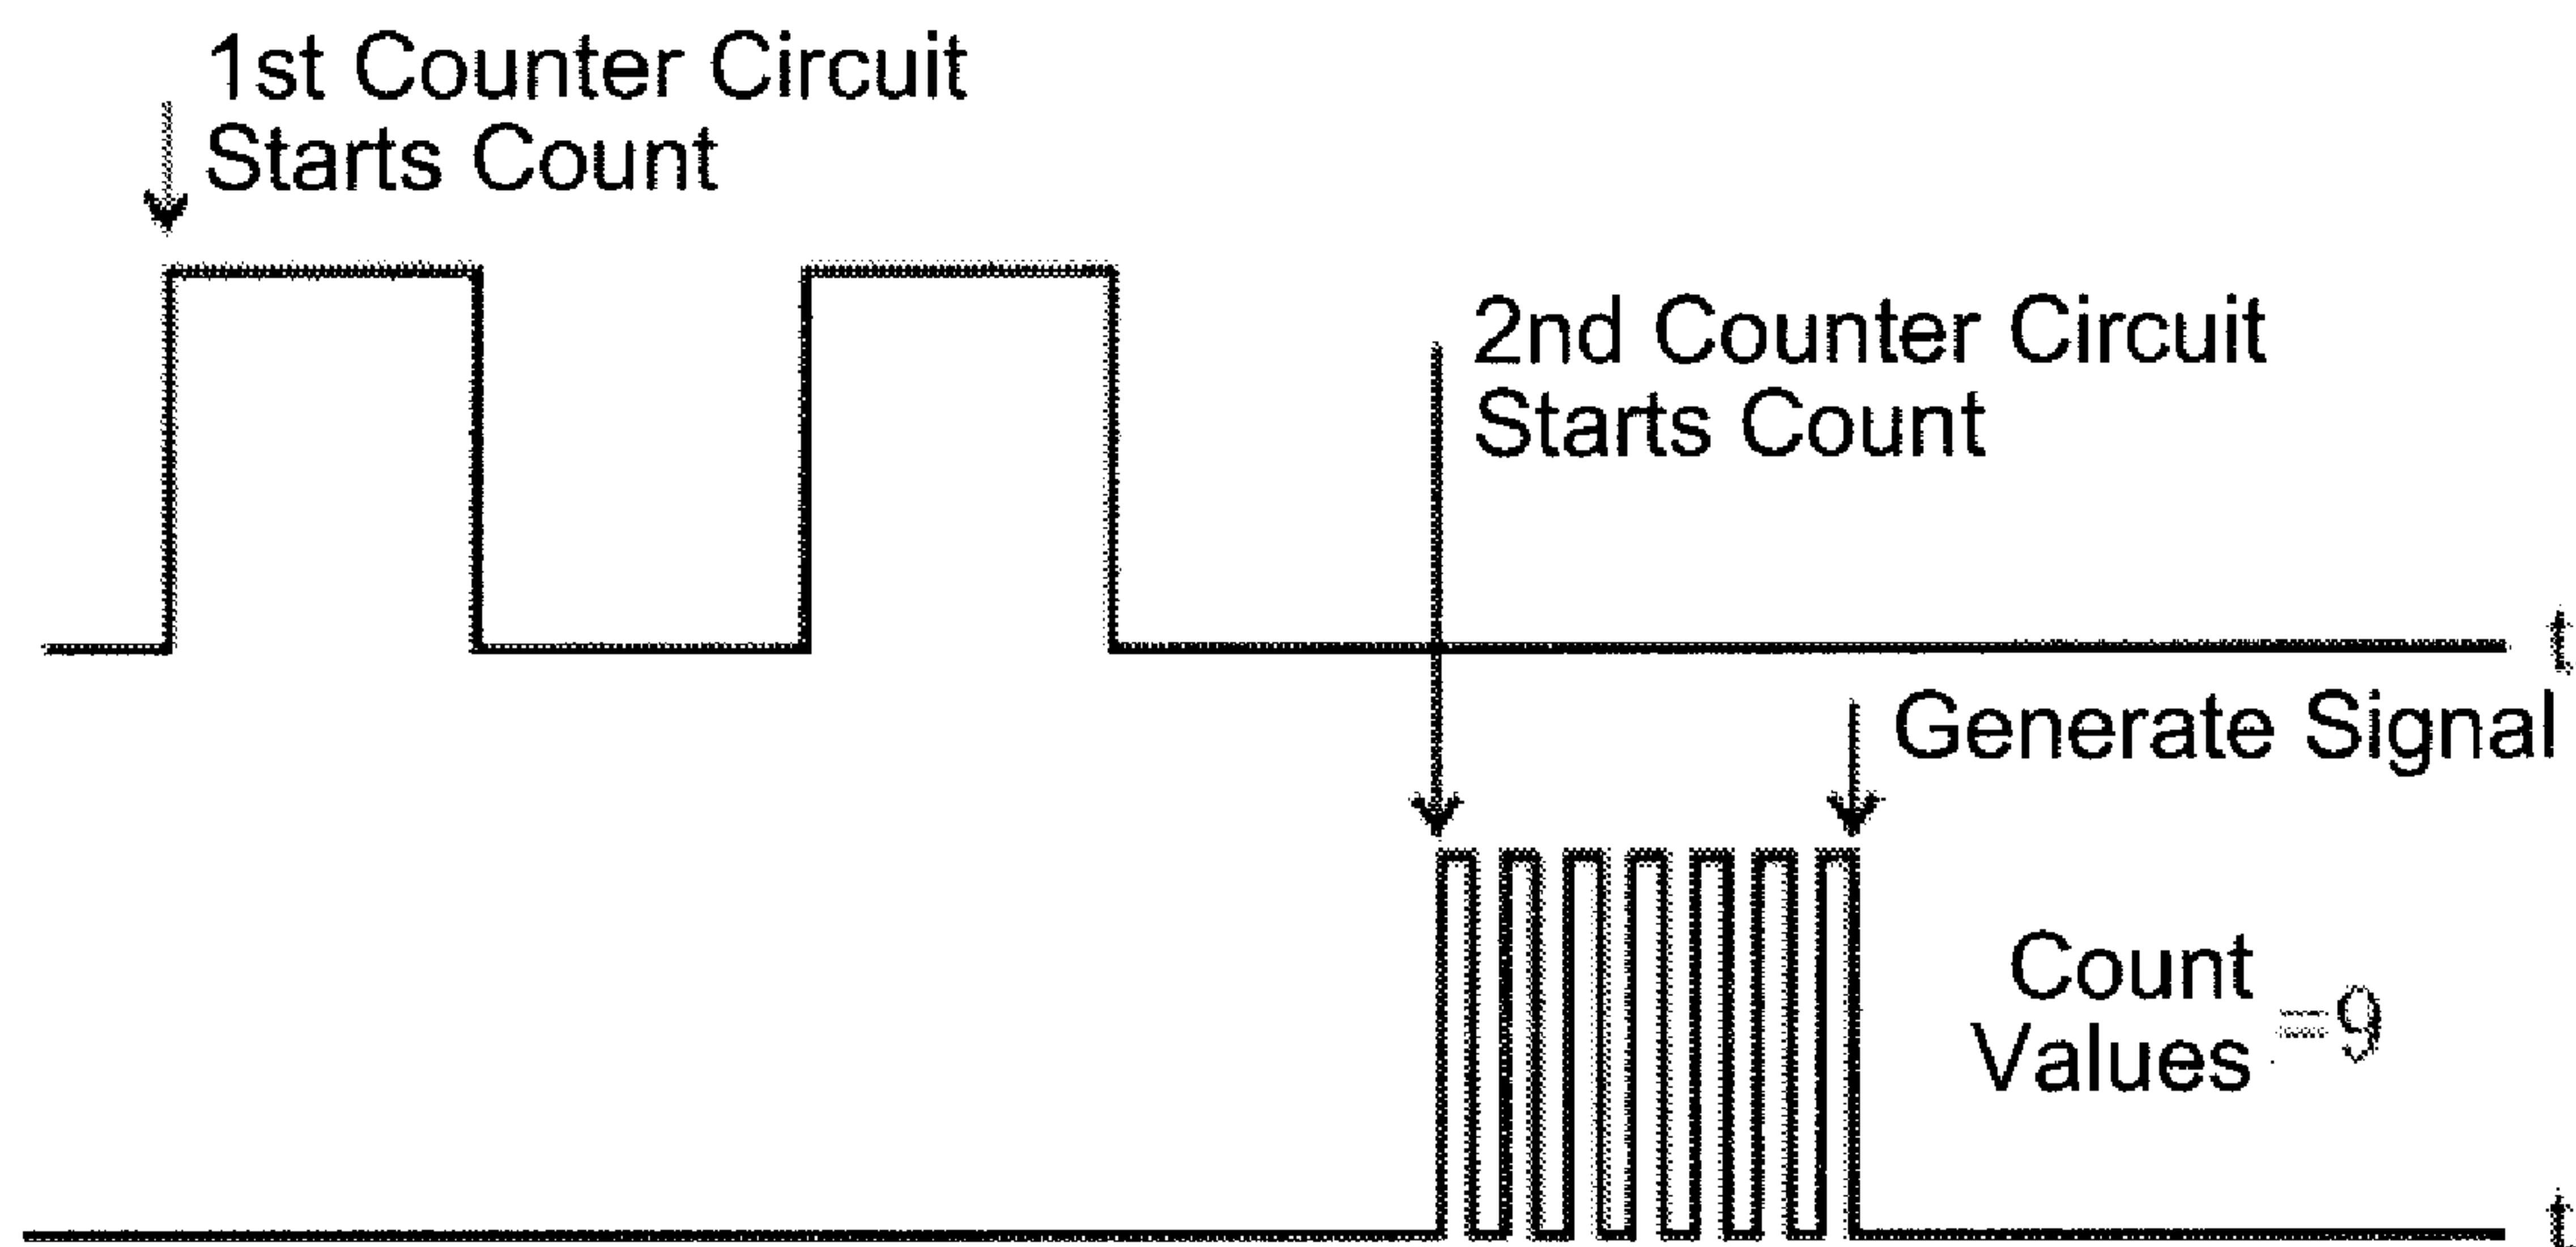 1st Counter Circuit
Starts Count
2nd Counter Circuit
Starts Count
t
Generate Signal
Count
Values =9
t